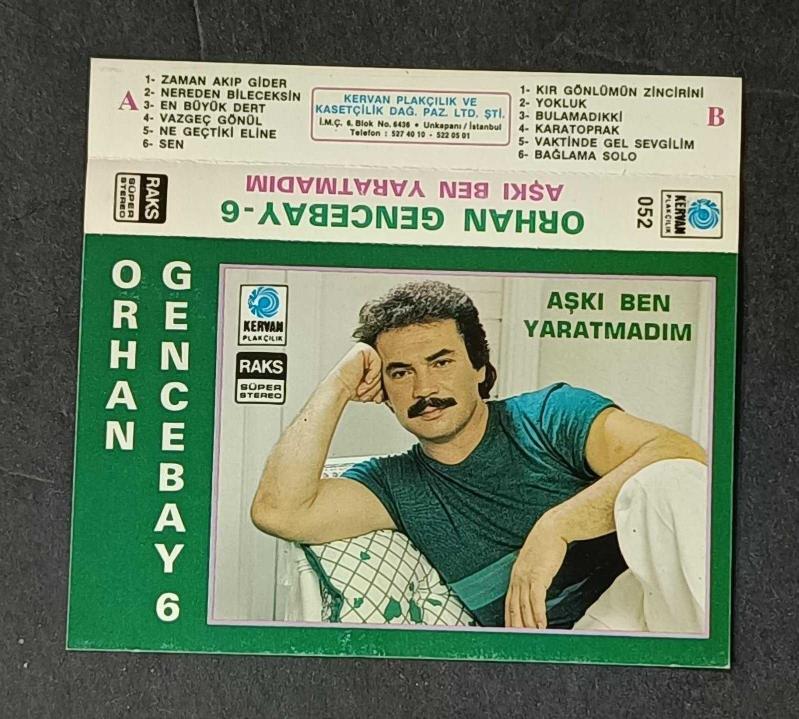 A
1- ZAMAN AKIP GİDER
2- NEREDEN BİLECEKSİN
3- EN BÜYÜK DERT
4- VAZGEÇ GÖNÜL
5- NE GEÇTİKİ ELİNE
6- SEN
KERVAN PLAKÇILIK VE
KASETÇİLİK DAĞ. PAZ. LTD. ŞTİ.
İ.M.Ç. 6. Blok No. 6436 • Unkapanı / İstanbul
Telefon : 527 40 10 - 522 05 01
B
1- KIR GÖNLÜMÜN ZİNCİRİNİ
2- YOKLUK
3- BULAMADIKKİ
4- KARATOPRAK
5- VAKTİNDE GEL SEVGİLİM
6- BAĞLAMA SOLO
RAKS
SÜPER
STEREO
ORHAN GENCEBAY-6
AŞKI BEN YARATMADIM
052
KERVAN
PLAKÇILIK
ORHAN
GENCEBAY 6
KERVAN
PLAKÇILIK
RAKS
SÜPER
STEREO
AŞKI BEN
YARATMADIM